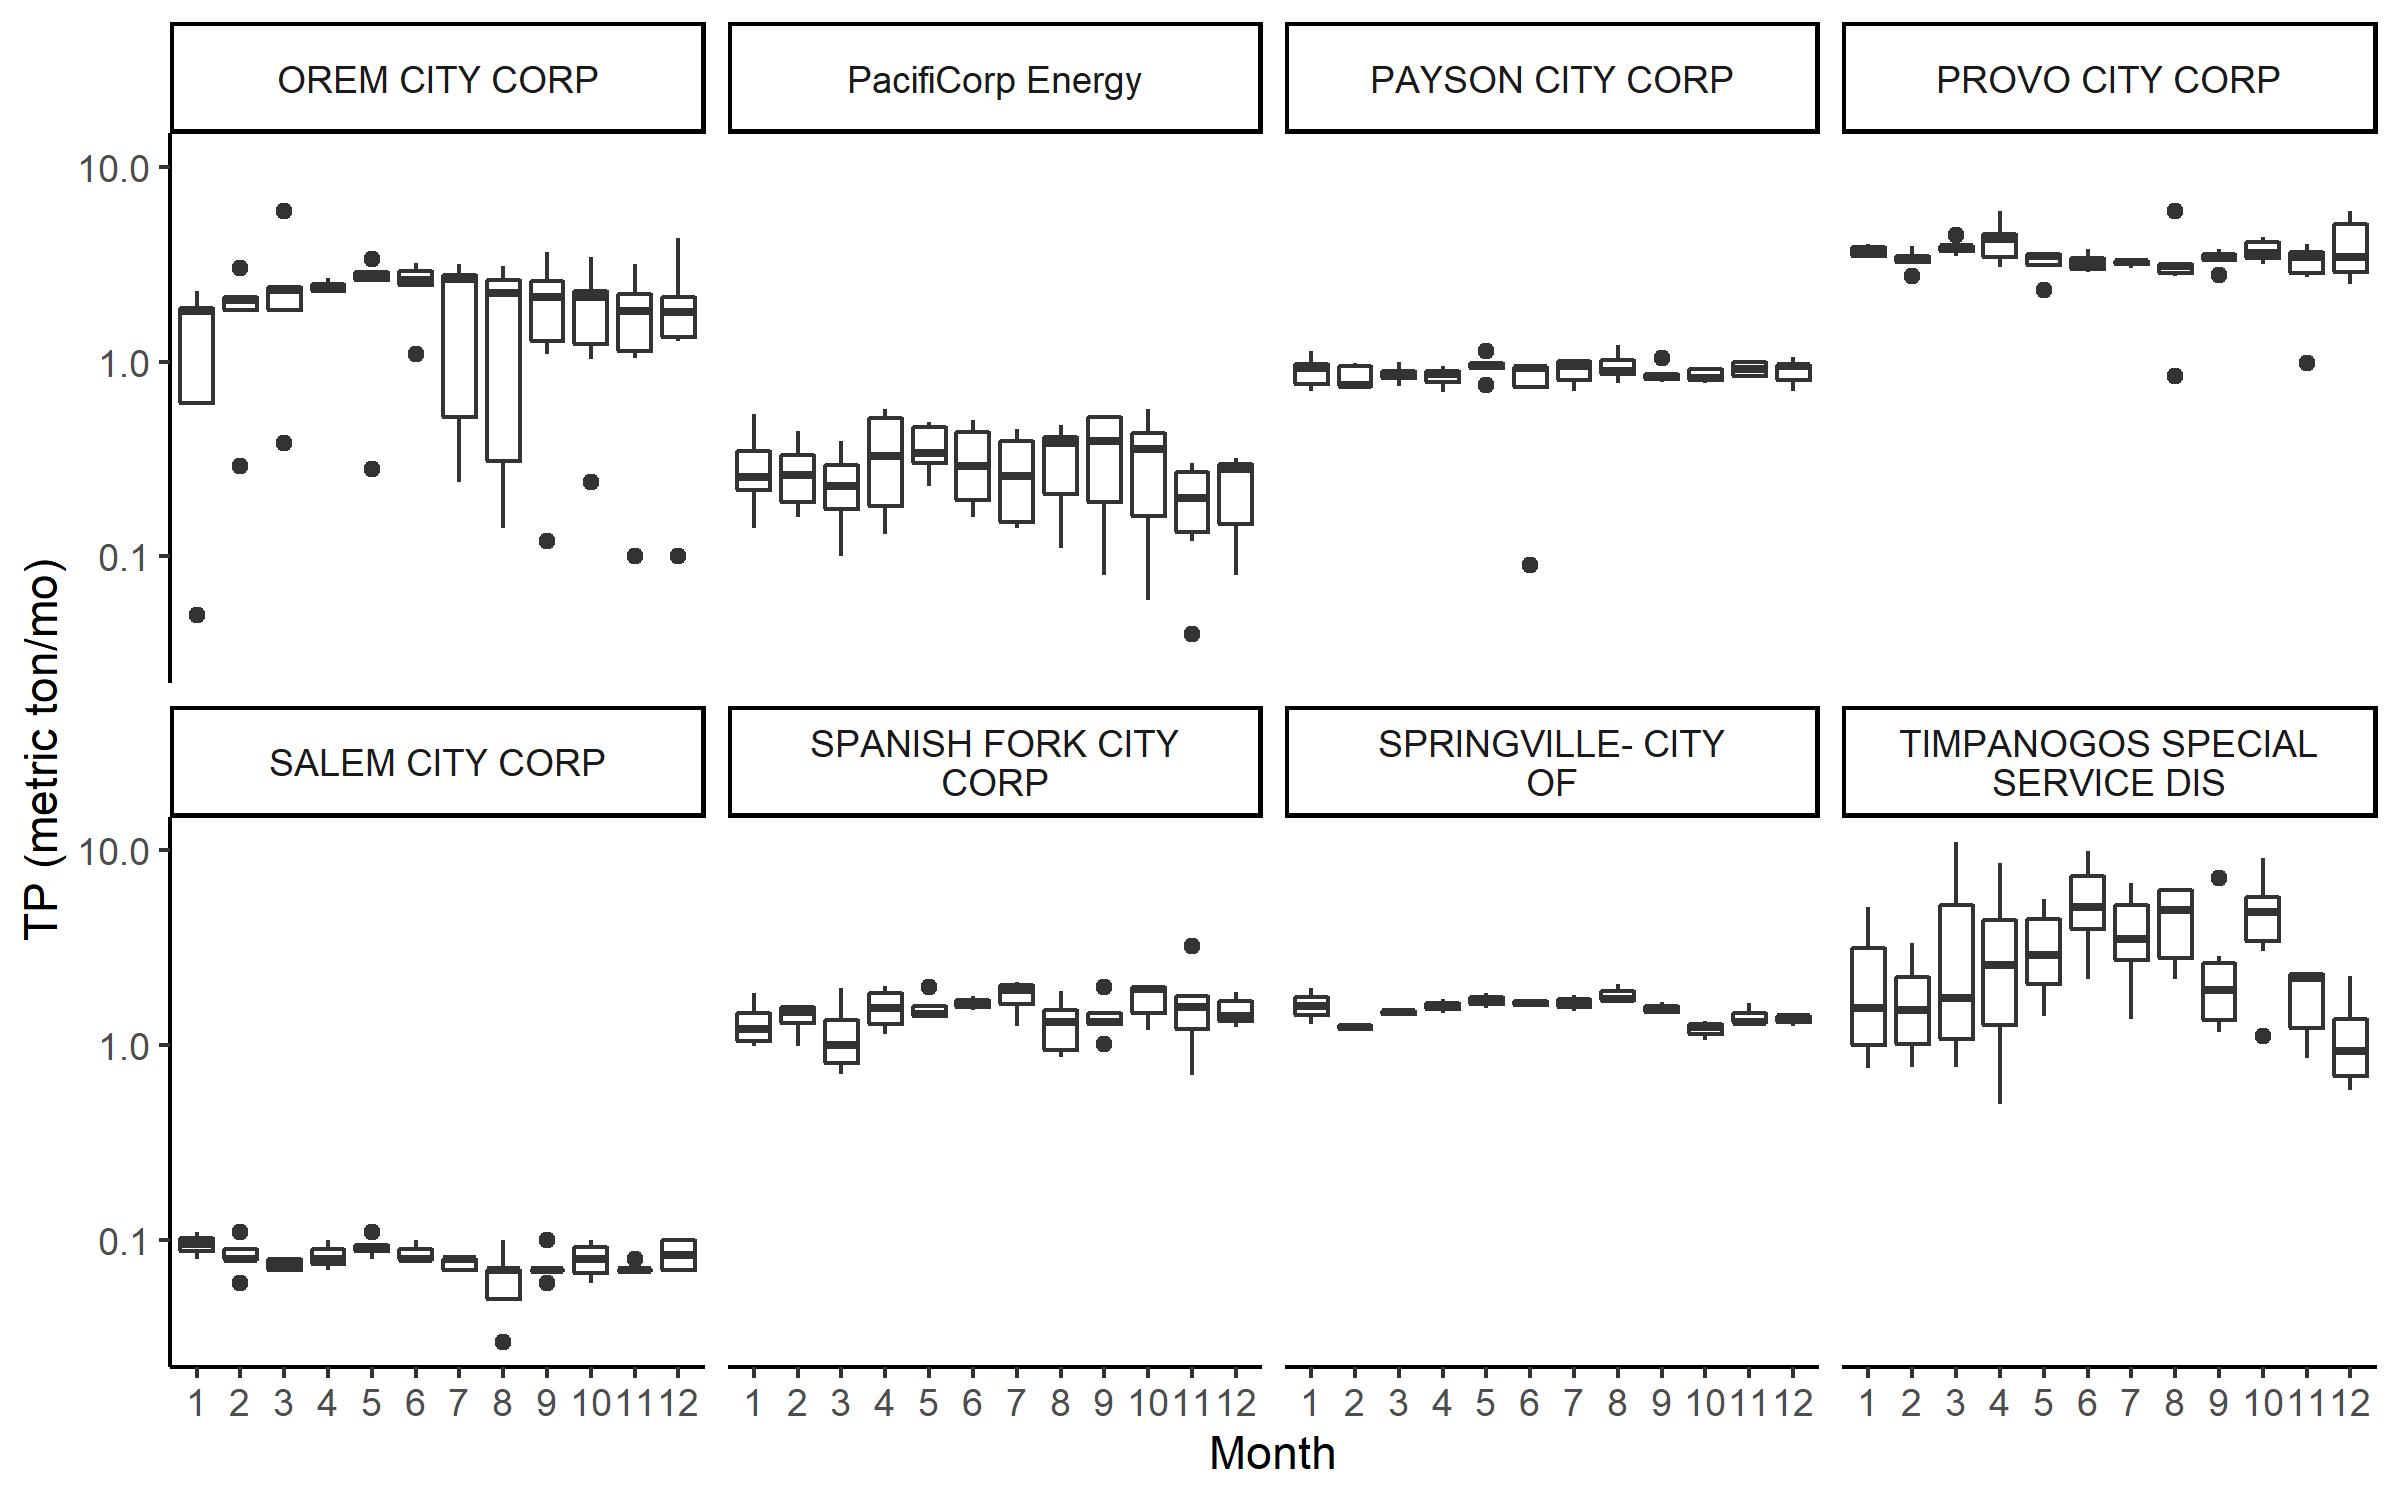 OREM CITY CORP
PacifiCorp Energy
PAYSON CITY CORP
PROVO CITY CORP
10.0
1.0
0.1
TP (metric ton/mo)
SALEM CITY CORP
SPANISH FORK CITY
CORP
SPRINGVILLE- CITY
OF
TIMPANOGOS SPECIAL
SERVICE DIS
10.0
1.0
0.1
1 2 3 4 5 6 7 8 9 10 11 12
1 2 3 4 5 6 7 8 9 10 11 12
1 2 3 4 5 6 7 8 9 10 11 12
1 2 3 4 5 6 7 8 9 10 11 12
Month